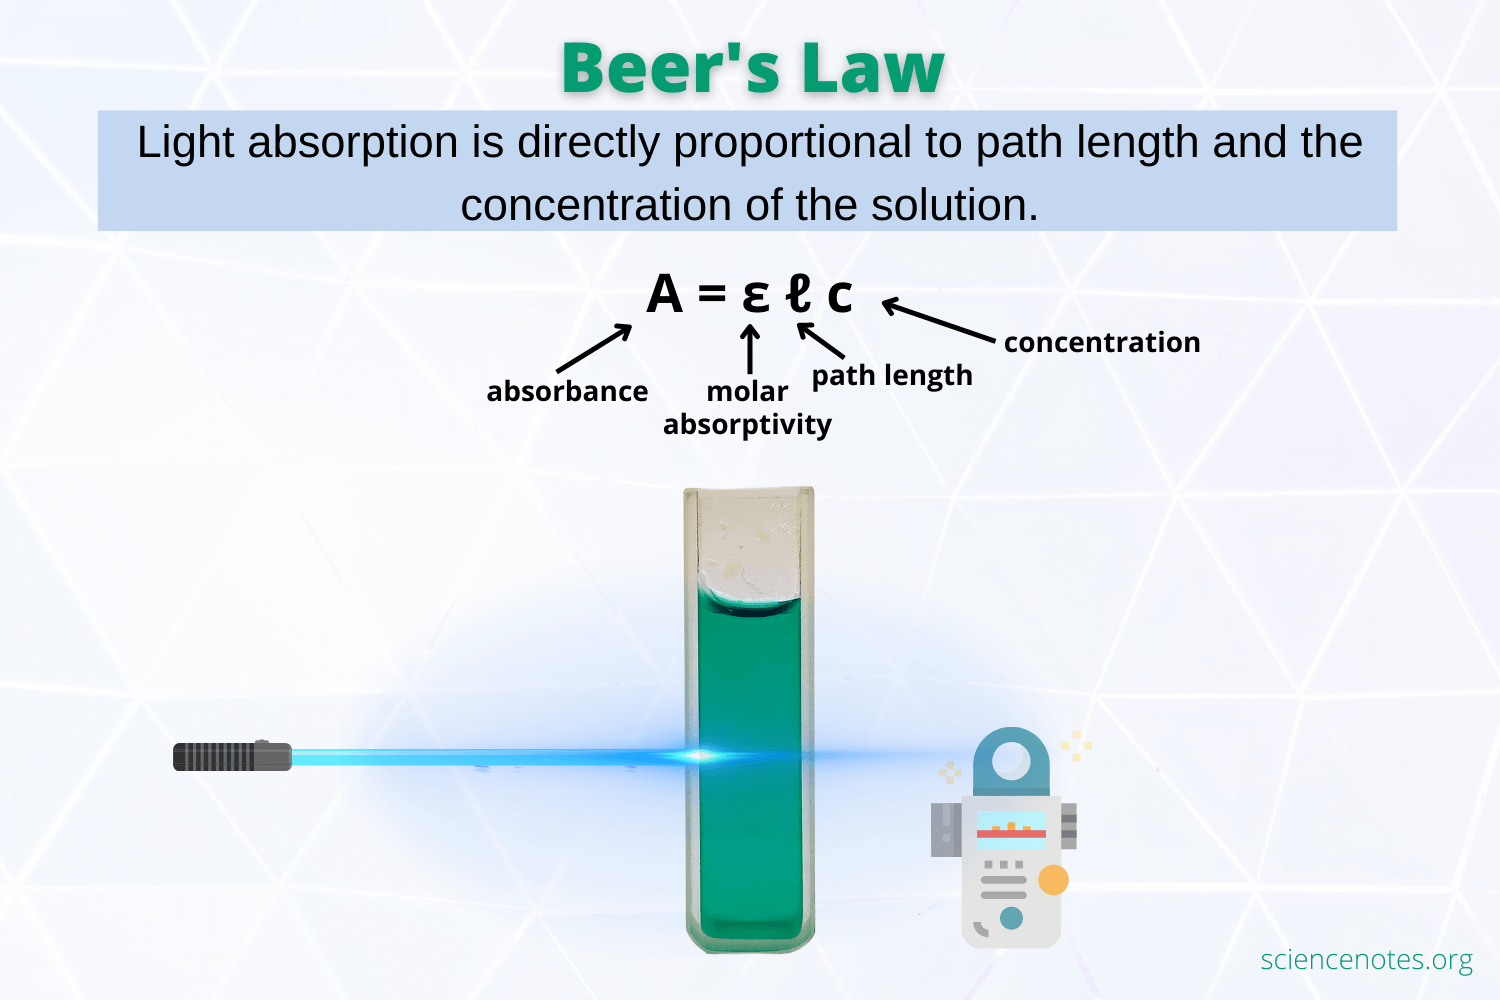 Beer's Law
Light absorption is directly proportional to path length and the
concentration of the solution.
A = ε ℓ c
concentration
path length
absorbance
molar
absorptivity
sciencenotes.org